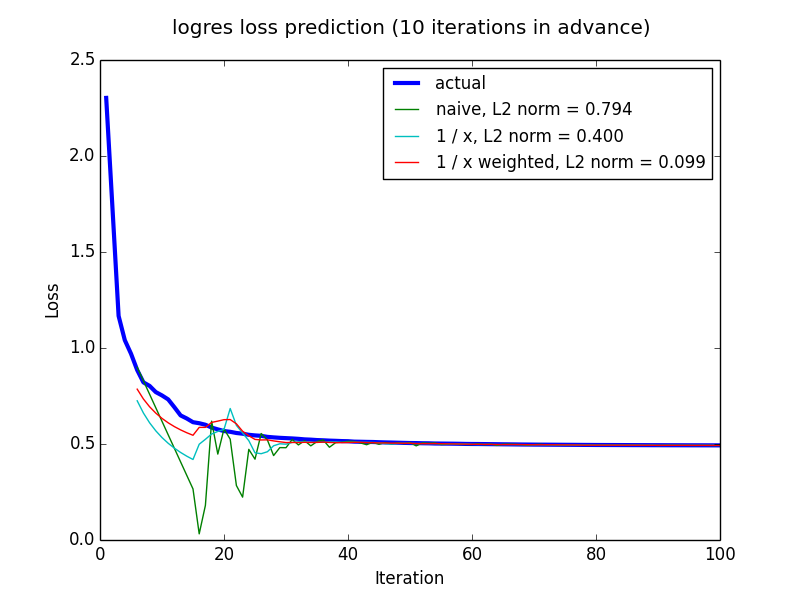 logres loss prediction (10 iterations in advance)
2.5
2.0
1.5
1.0
0.5
0.0
Loss
actual
naive, L2 norm = 0.794
1 / x, L2 norm = 0.400
1 / x weighted, L2 norm = 0.099
0 20 40 60 80 100
Iteration